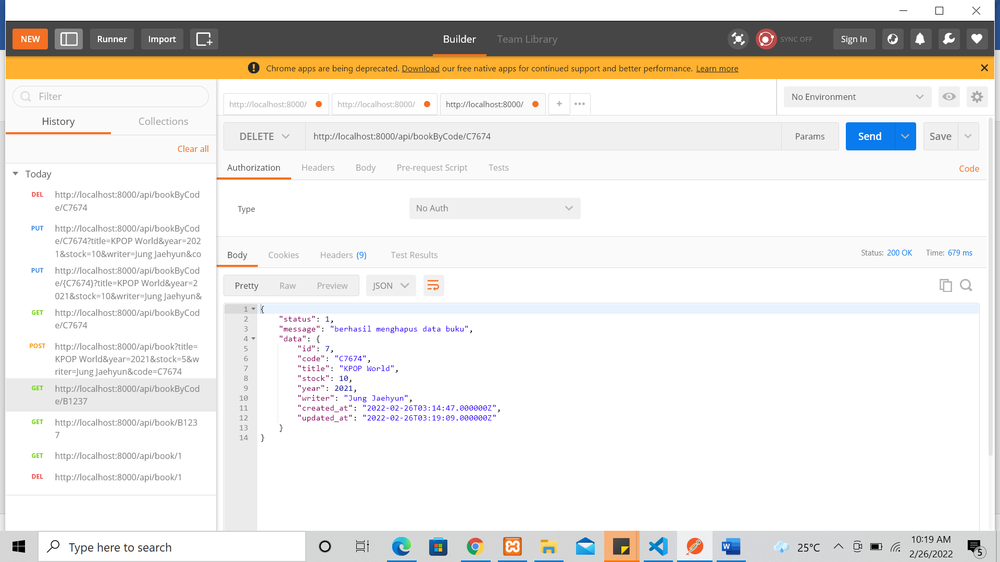 NEW
Runner
Import
Builder
Team Library
SYNC OFF
Sign In
Chrome apps are being deprecated. Download our free native apps for continued support and better performance. Learn more
Filter
History
Collections
Clear all
Today
DEL http://localhost:8000/api/bookByCod
e/C7674
PUT http://localhost:8000/api/bookByCod
e/C7674?title=KPOP World&year=202
1&stock=10&writer=Jung Jaehyun&co
PUT http://localhost:8000/api/bookByCod
e/{C7674}?title=KPOP World&year=2
021&stock=10&writer=Jung Jaehyun&
GET http://localhost:8000/api/bookByCod
e/C7674
POST http://localhost:8000/api/book?title=
KPOP World&year=2021&stock=5&w
riter=Jung Jaehyun&code=C7674
GET http://localhost:8000/api/bookByCod
e/B1237
GET http://localhost:8000/api/book/B123
7
GET http://localhost:8000/api/book/1
DEL http://localhost:8000/api/book/1
http://localhost:8000/
http://localhost:8000/
http://localhost:8000/
+
•••
No Environment
DELETE
http://localhost:8000/api/bookByCode/C7674
Params
Send
Save
Authorization
Headers
Body
Pre-request Script
Tests
Code
Type
No Auth
Body
Cookies
Headers (9)
Test Results
Status: 200 OK
Time: 679 ms
Pretty
Raw
Preview
JSON
1 {
2 "status": 1,
3 "message": "berhasil menghapus data buku",
4 "data": {
5 "id": 7,
6 "code": "C7674",
7 "title": "KPOP World",
8 "stock": 10,
9 "year": 2021,
10 "writer": "Jung Jaehyun",
11 "created_at": "2022-02-26T03:14:47.000000Z",
12 "updated_at": "2022-02-26T03:19:09.000000Z"
13 }
14 }
Type here to search
25°C
10:19 AM
2/26/2022
5